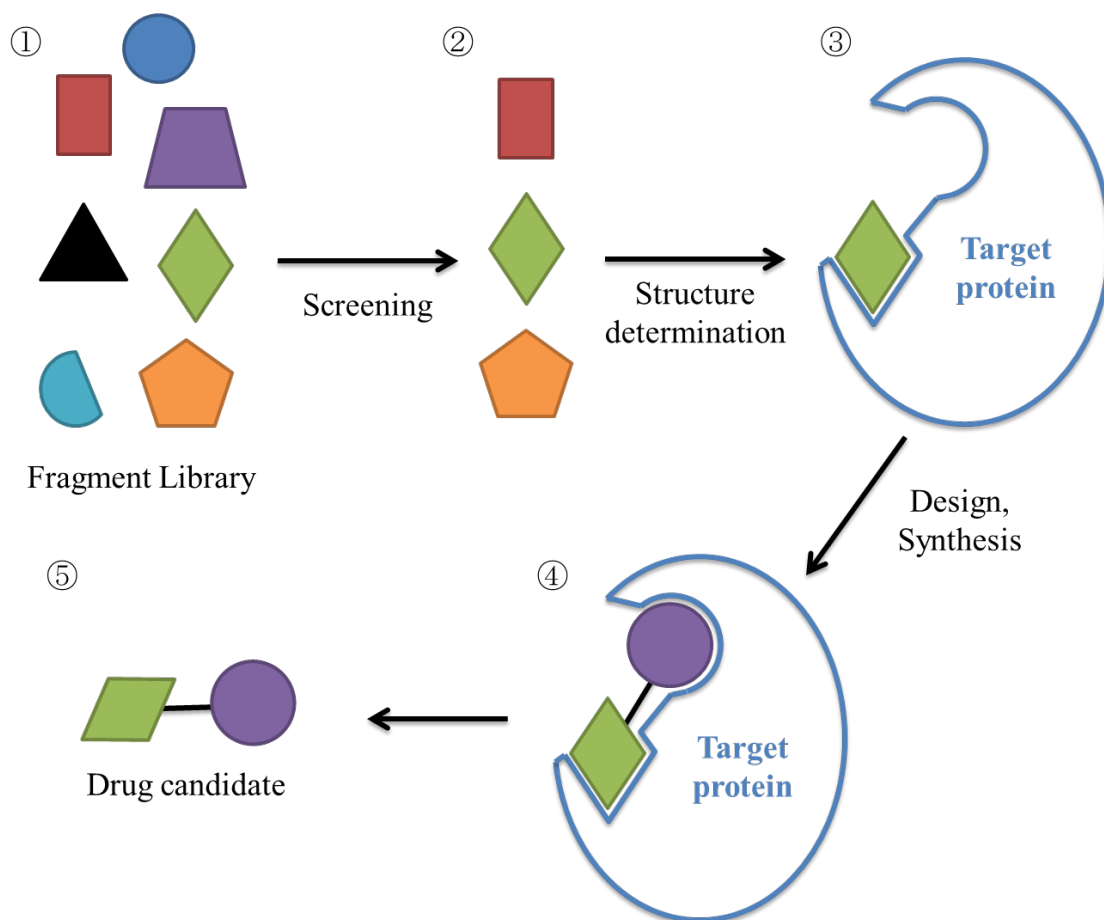 ①
②
③
Screening
Structure
determination
Target
protein
Fragment Library
Design,
Synthesis
④
Target
protein
⑤
Drug candidate